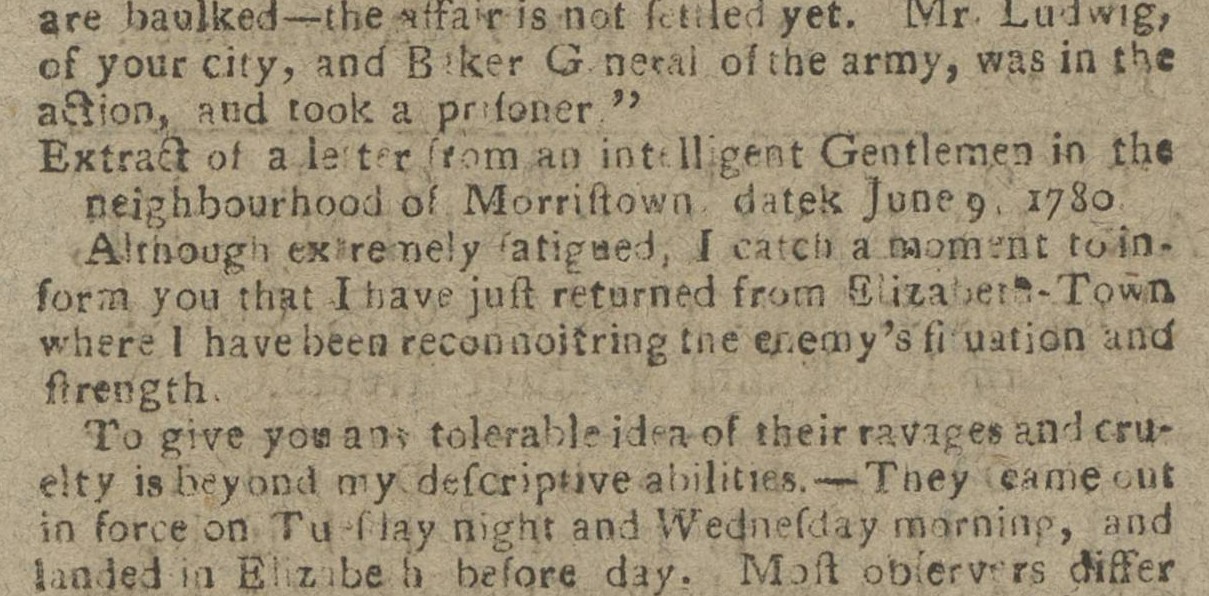 are baulked—the affair is not ſettled yet. Mr. Ludwig,
of your city, and Baker General of the army, was in the
action, and took a priſoner."
Extract of a letter from an intelligent Gentlemen in the
neighbourhood of Morriſtown, datek June 9, 1780.
Although extremely fatigued, I catch a moment to in-
form you that I have juſt returned from Elizabeth-Town
where I have been reconnoitring the enemy's ſituation and
ſtrength.
To give you any tolerable idea of their ravages and cru-
elty is beyond my deſcriptive abilities.—They came out
in force on Tueſday night and Wedneſday morning, and
landed in Elizabeth before day. Moſt obſervers differ